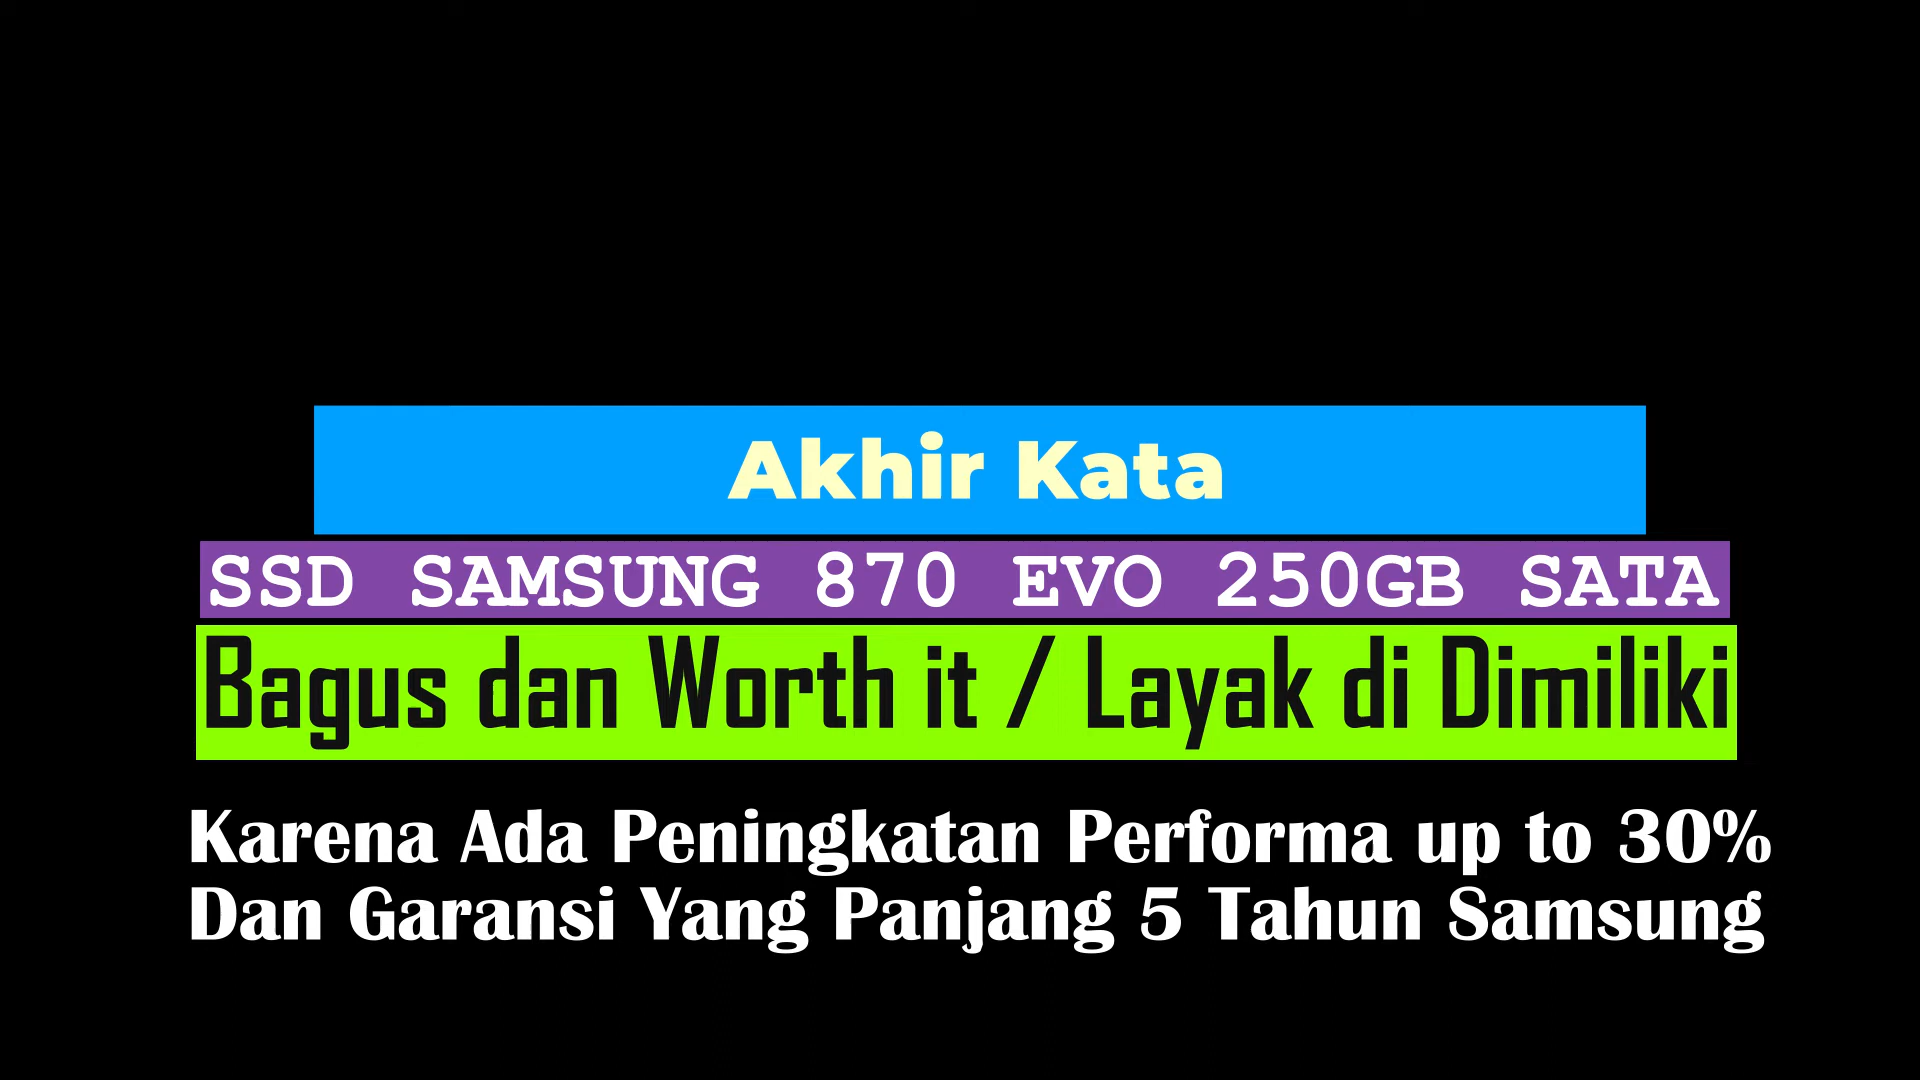 Akhir Kata
SSD SAMSUNG 870 EVO 250GB SATA
Bagus dan Worth it / Layak di Dimiliki
Karena Ada Peningkatan Performa up to 30%
Dan Garansi Yang Panjang 5 Tahun Samsung